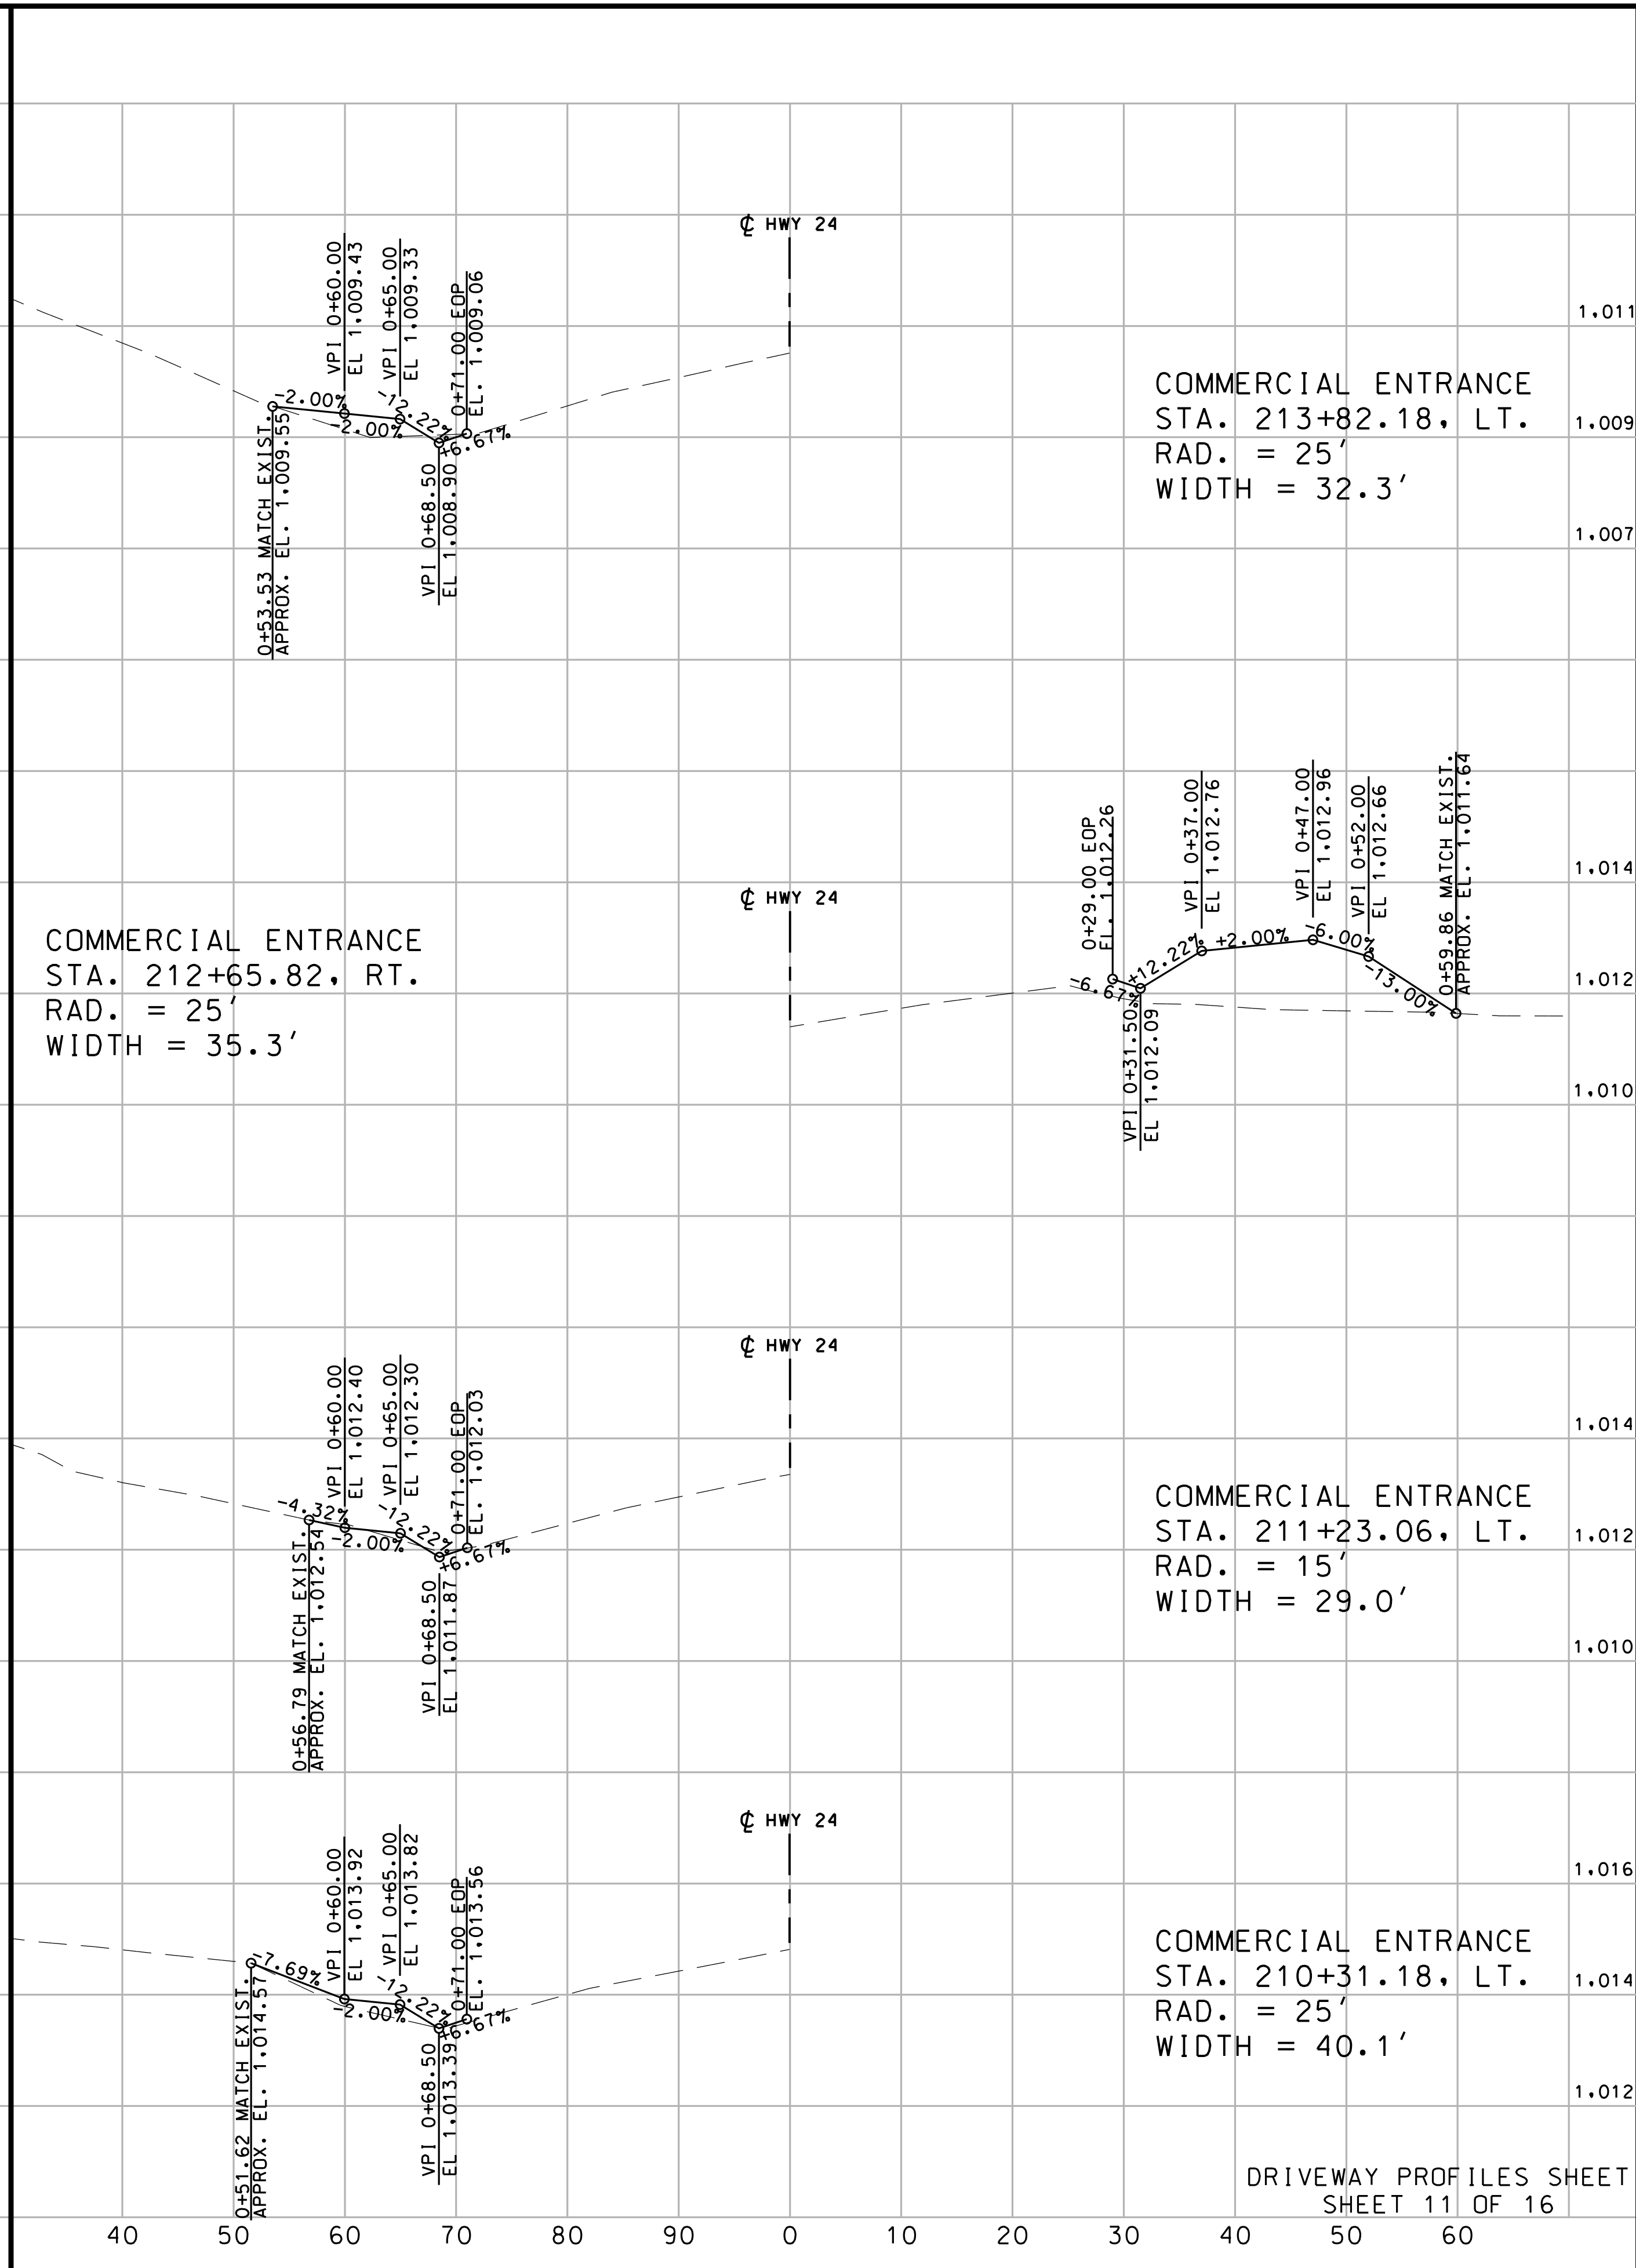 ₵ HWY 24
VPI 0+60.00
EL 1,009.43
VPI 0+65.00
EL 1,009.33
0+71.00 EOP
EL. 1,009.06
-2.00%
-2.00%
-12.22%
+6.67%
0+53.53 MATCH EXIST.
APPROX. EL. 1,009.55
VPI 0+68.50
EL 1,008.90
COMMERCIAL ENTRANCE
STA. 213+82.18, LT.
RAD. = 25'
WIDTH = 32.3'
1,011
1,009
1,007
COMMERCIAL ENTRANCE
STA. 212+65.82, RT.
RAD. = 25'
WIDTH = 35.3'
₵ HWY 24
0+29.00 EOP
EL. 1,012.26
VPI 0+37.00
EL 1,012.76
VPI 0+47.00
EL 1,012.96
VPI 0+52.00
EL 1,012.66
0+59.86 MATCH EXIST.
APPROX. EL. 1,011.64
-6.67%
+12.22%
+2.00%
-6.00%
-13.00%
VPI 0+31.50
EL 1,012.09
1,014
1,012
1,010
₵ HWY 24
VPI 0+60.00
EL 1,012.40
VPI 0+65.00
EL 1,012.30
0+71.00 EOP
EL. 1,012.03
-4.32%
-2.00%
-12.22%
+6.67%
0+56.79 MATCH EXIST.
APPROX. EL. 1,012.54
VPI 0+68.50
EL 1,011.87
COMMERCIAL ENTRANCE
STA. 211+23.06, LT.
RAD. = 15'
WIDTH = 29.0'
1,014
1,012
1,010
₵ HWY 24
VPI 0+60.00
EL 1,013.92
VPI 0+65.00
EL 1,013.82
0+71.00 EOP
EL. 1,013.56
-7.69%
-2.00%
-12.22%
+6.67%
0+51.62 MATCH EXIST.
APPROX. EL. 1,014.57
VPI 0+68.50
EL 1,013.39
COMMERCIAL ENTRANCE
STA. 210+31.18, LT.
RAD. = 25'
WIDTH = 40.1'
1,016
1,014
1,012
DRIVEWAY PROFILES SHEET
SHEET 11 OF 16
40 50 60 70 80 90 0 10 20 30 40 50 60